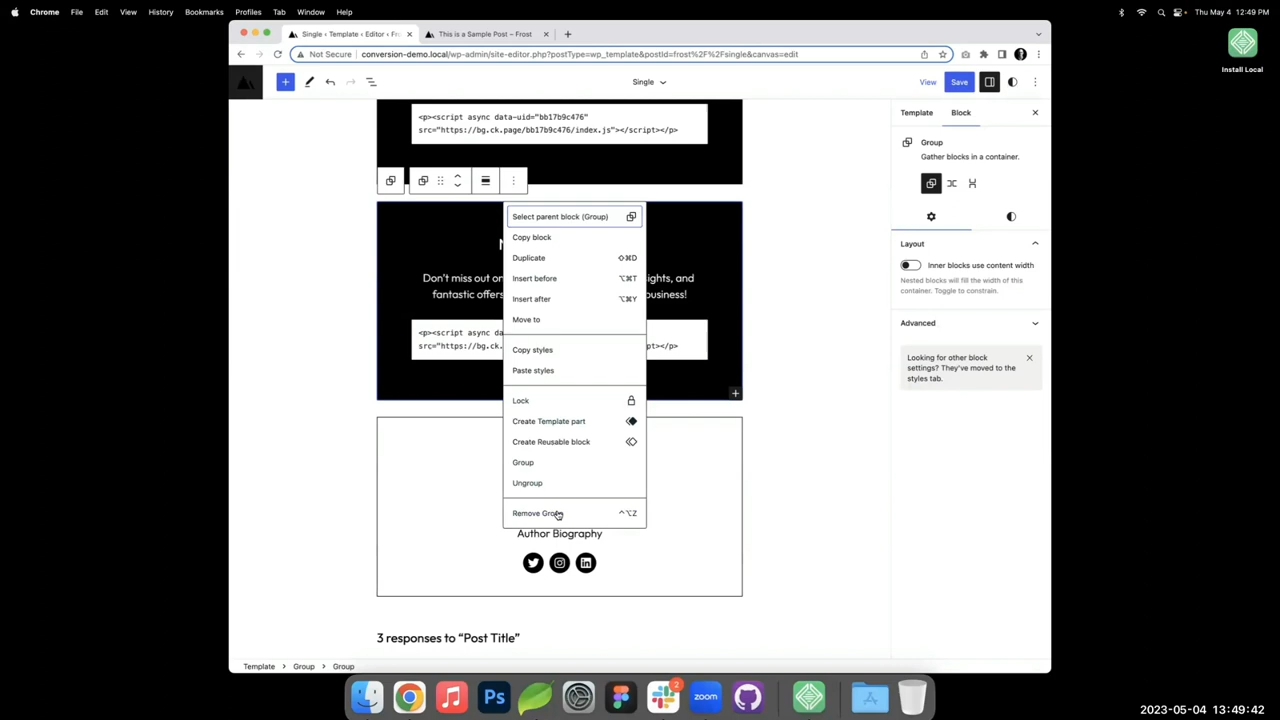 Chrome File Edit View History Bookmarks Profiles Tab Window Help
Thu May 4 12:49 PM
Single ‹ Template ‹ Editor ‹ Fr
This is a Sample Post – Frost
Not Secure conversion-demo.local/wp-admin/site-editor.php?postType=wp_template&postId=frost%2F%2Fsingle&canvas=edit
Install Local
Single
View
Save
<p><script async data-uid="bb17b9c476"
src="https://bg.ck.page/bb17b9c476/index.js"></script></p>
Template
Block
Group
Gather blocks in a container.
Layout
Inner blocks use content width
Nested blocks will fill the width of this
container. Toggle to constrain.
Advanced
Looking for other block
settings? They've moved to the
styles tab.
Don't miss out on
sights, and
fantastic offers
business!
<p><script async da
src="https://bg.ck.
pt></p>
Select parent block (Group)
Copy block
Duplicate ⇧⌘D
Insert before ⌥⌘T
Insert after ⌥⌘Y
Move to
Copy styles
Paste styles
Lock
Create Template part
Create Reusable block
Group
Ungroup
Remove Group ⌃⌥Z
Author Biography
3 responses to “Post Title”
Template > Group > Group
Ps
2
zoom
2023-05-04 13:49:42